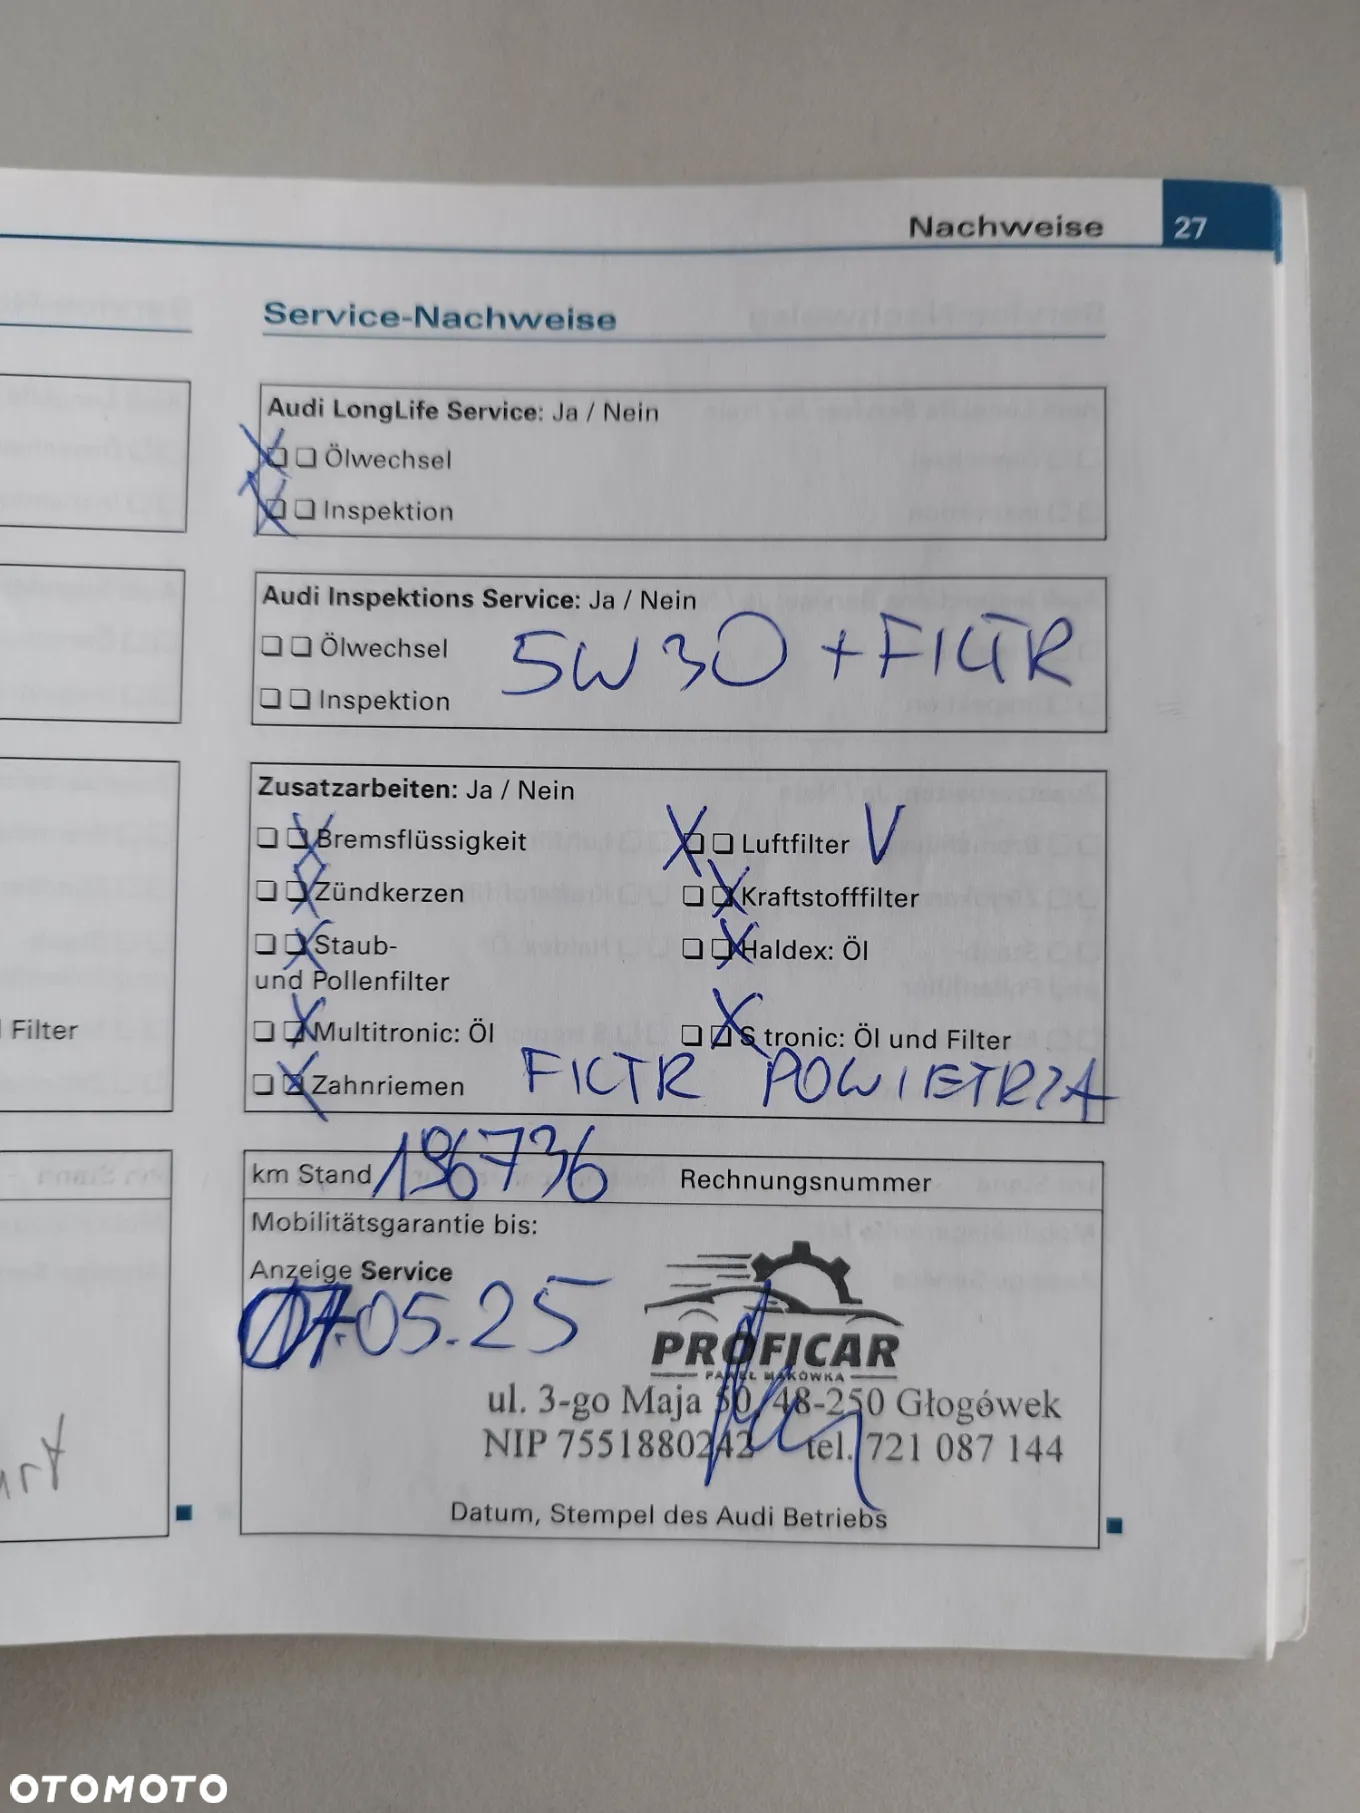 Nachweise 27
Service-Nachweise
Audi LongLife Service: Ja / Nein
Ölwechsel
Inspektion
Audi Inspektions Service: Ja / Nein
Ölwechsel
5W30 + FILTR
Inspektion
Zusatzarbeiten: Ja / Nein
Bremsflüssigkeit
Luftfilter V
Zündkerzen
Kraftstofffilter
Staub-
und Pollenfilter
Haldex: Öl
Multitronic: Öl
S tronic: Öl und Filter
Zahnriemen
FILTR POWIETRZA
km Stand 196736
Rechnungsnummer
Mobilitätsgarantie bis:
Anzeige Service
07.05.25
PROFICAR
PAWEŁ MAKÓWKA
ul. 3-go Maja 50, 48-250 Głogówek
NIP 7551880242 tel. 721 087 144
Datum, Stempel des Audi Betriebs
Filter
OTOMOTO